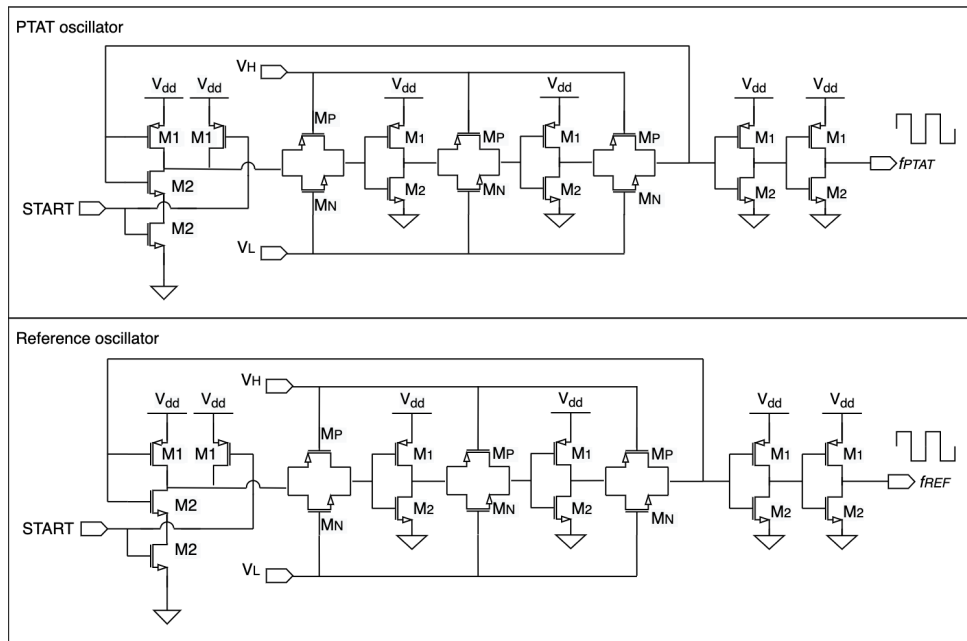 PTAT oscillator
VH
Vdd Vdd Vdd Vdd Vdd Vdd
M1 M1 MP M1 MP M1 MP M1 M1
fPTAT
M2 MN M2 MN M2 MN M2 M2
START
M2
VL
Reference oscillator
VH
Vdd Vdd Vdd Vdd Vdd Vdd
M1 M1 MP M1 MP M1 MP M1 M1
fREF
M2 MN M2 MN M2 MN M2 M2
START
M2
VL